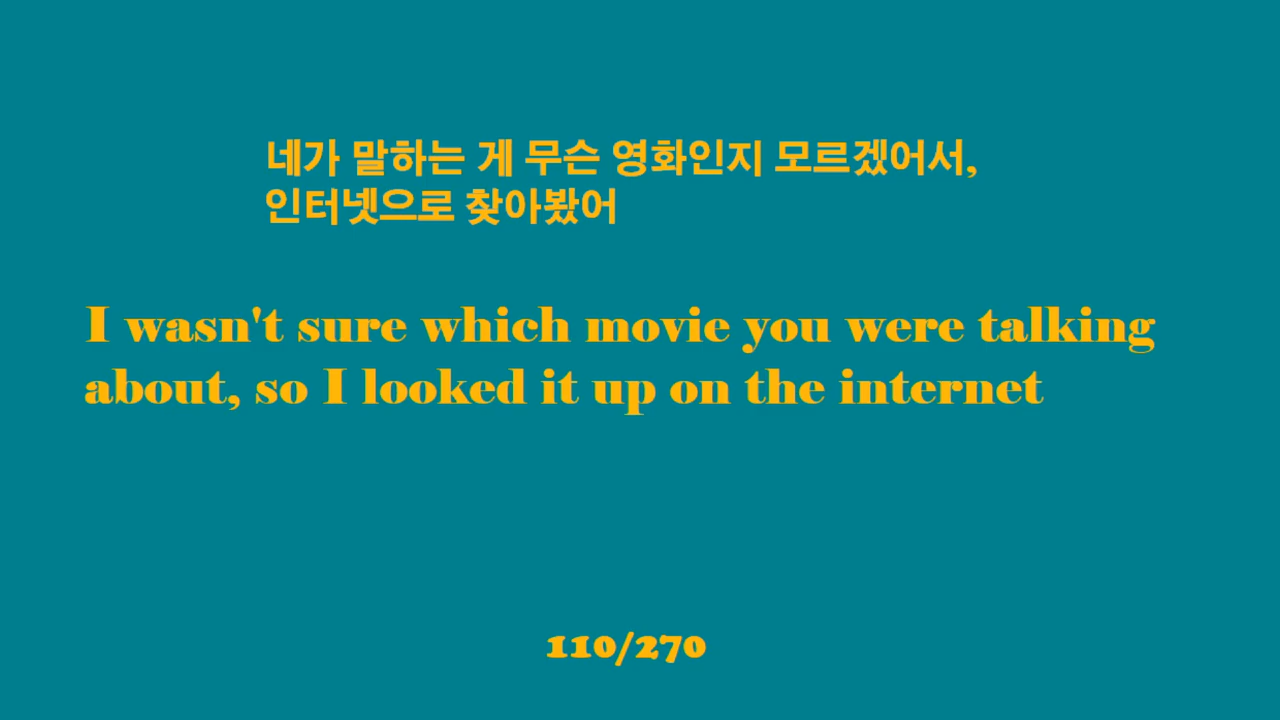 네가 말하는 게 무슨 영화인지 모르겠어서,
인터넷으로 찾아봤어
I wasn't sure which movie you were talking
about, so I looked it up on the internet
110/270